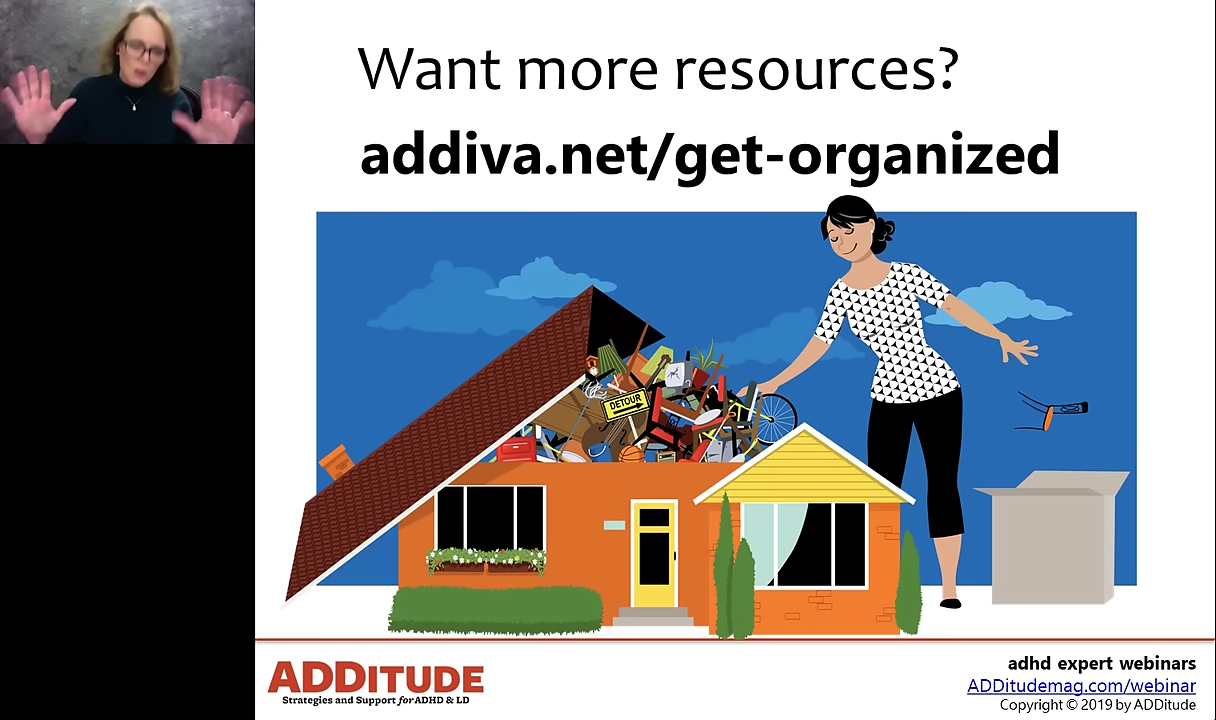 Want more resources?
addiva.net/get-organized
DETOUR
ADDITUDE
Strategies and Support for ADHD & LD
adhd expert webinars
ADDitudemag.com/webinar
Copyright © 2019 by ADDitude